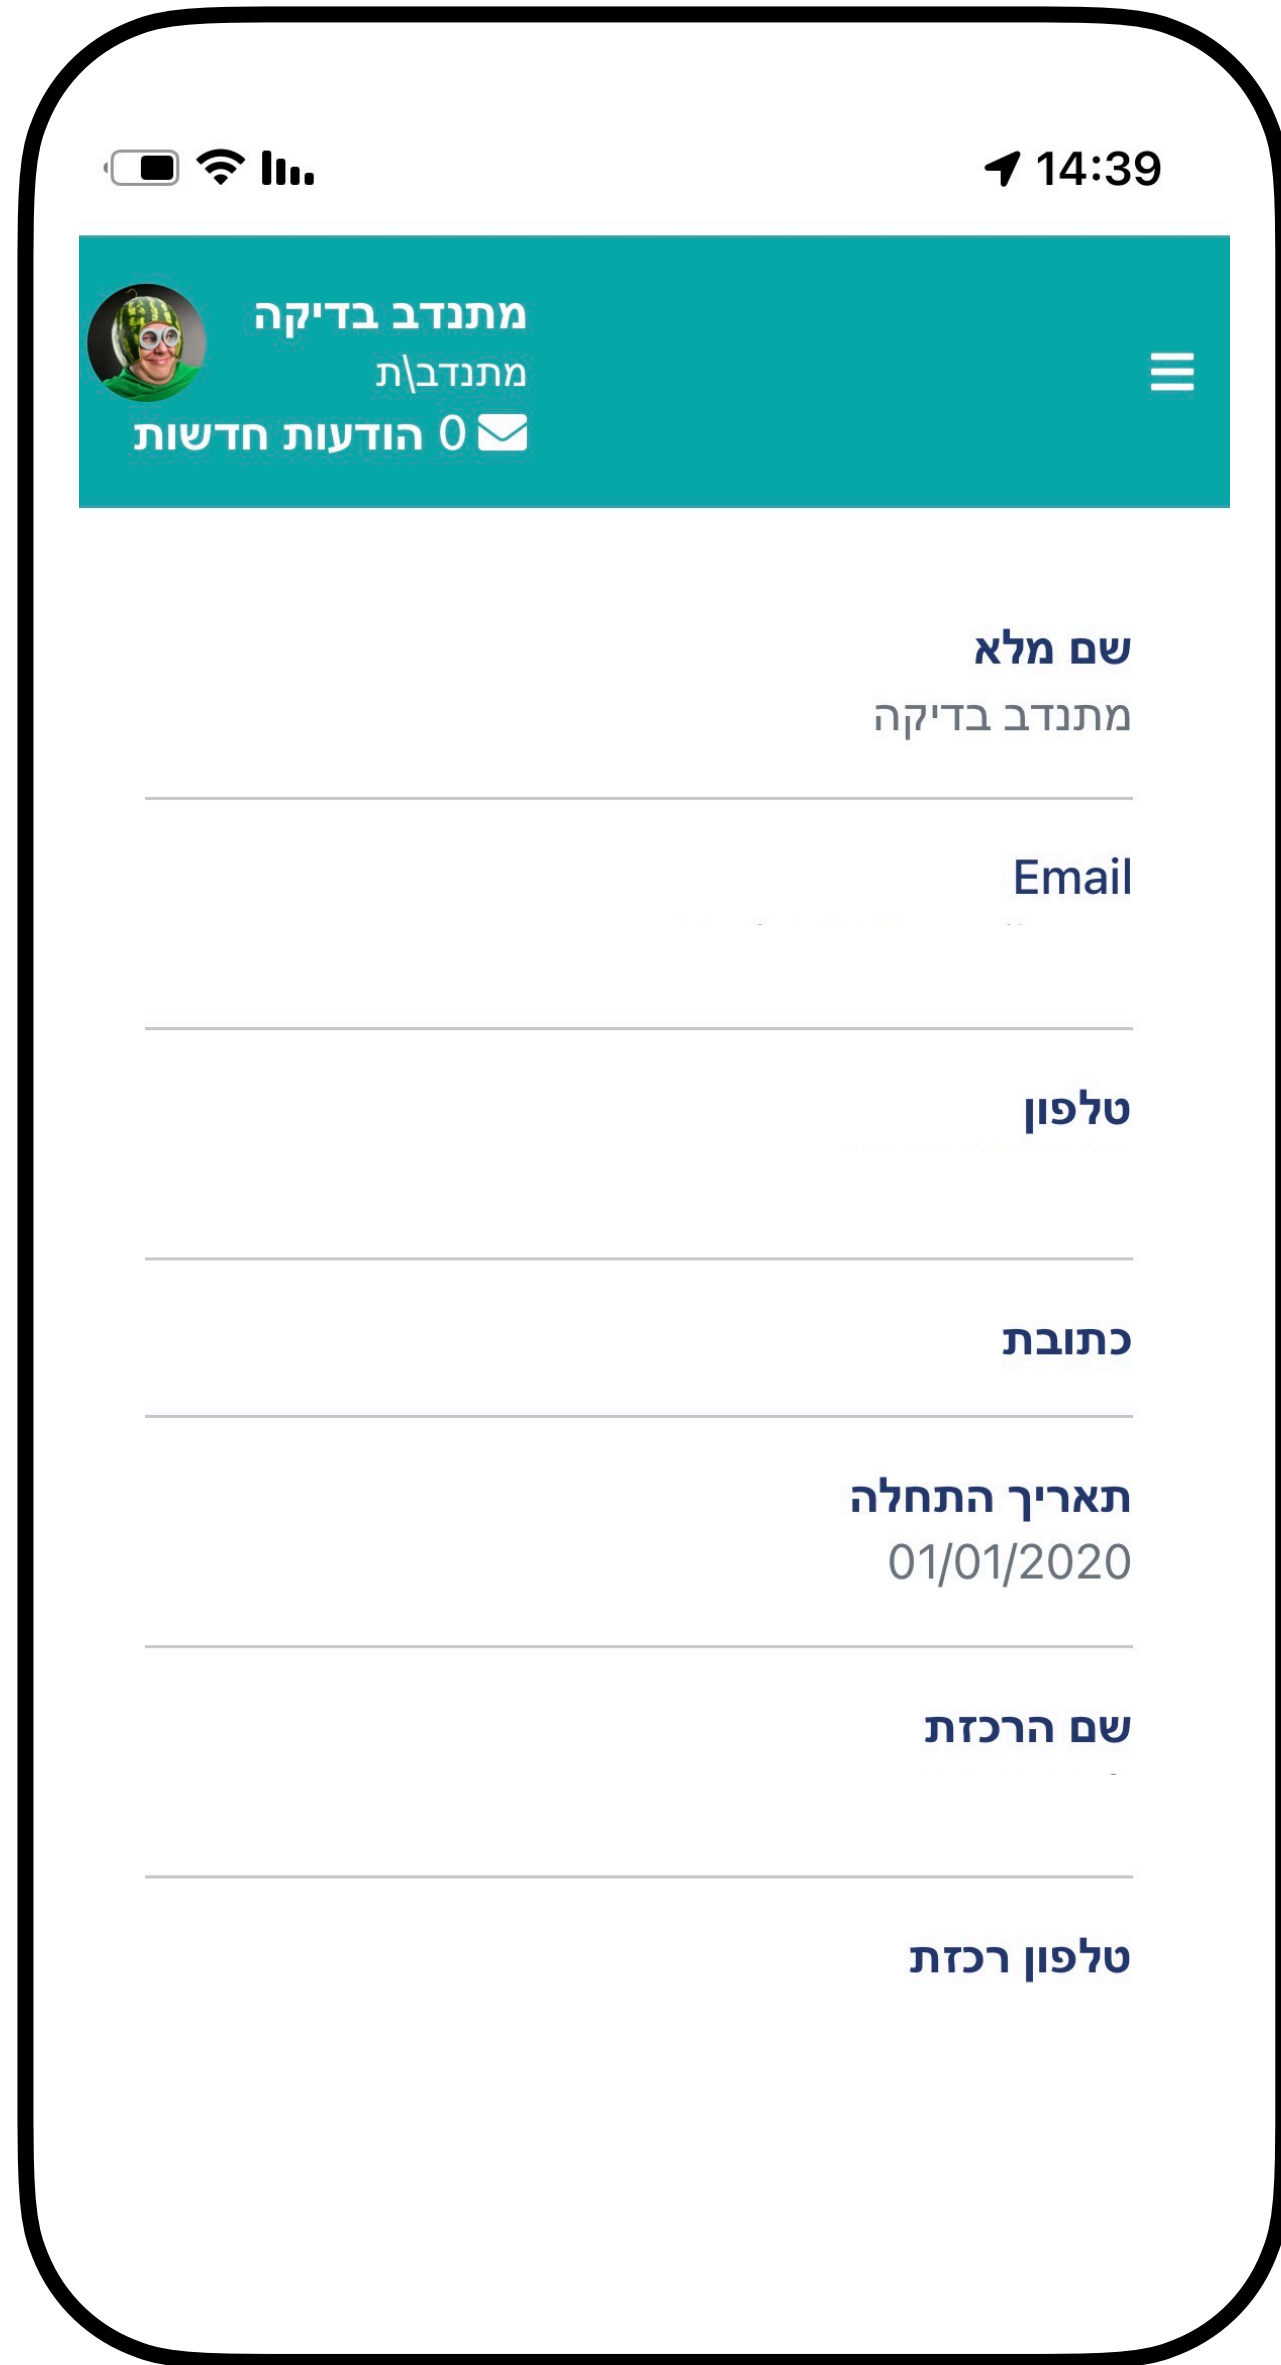 14:39
מתנדב בדיקה
מתנדב\ת
0 הודעות חדשות
שם מלא
מתנדב בדיקה
Email
טלפון
כתובת
תאריך התחלה
01/01/2020
שם הרכזת
טלפון רכזת